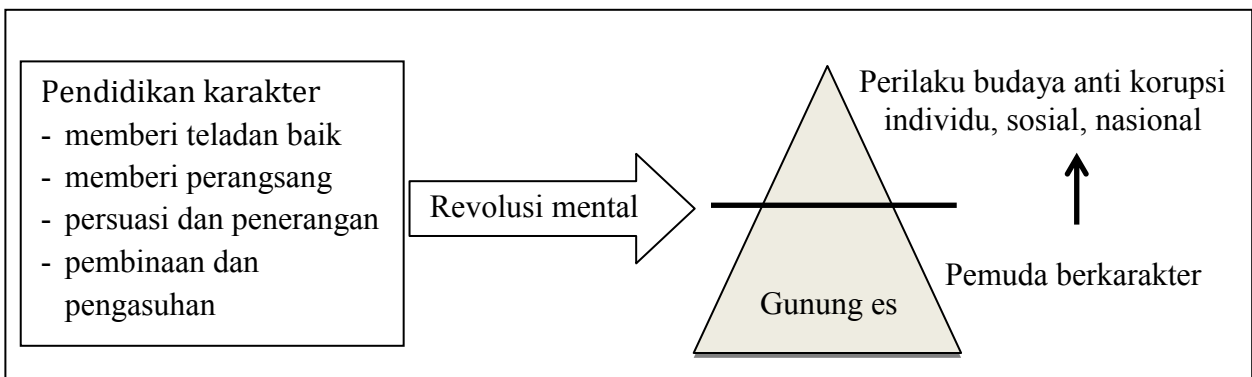 Pendidikan karakter
- memberi teladan baik
- memberi perangsang
- persuasi dan penerangan
- pembinaan dan
pengasuhan
Revolusi mental
Perilaku budaya anti korupsi
individu, sosial, nasional
Pemuda berkarakter
Gunung es